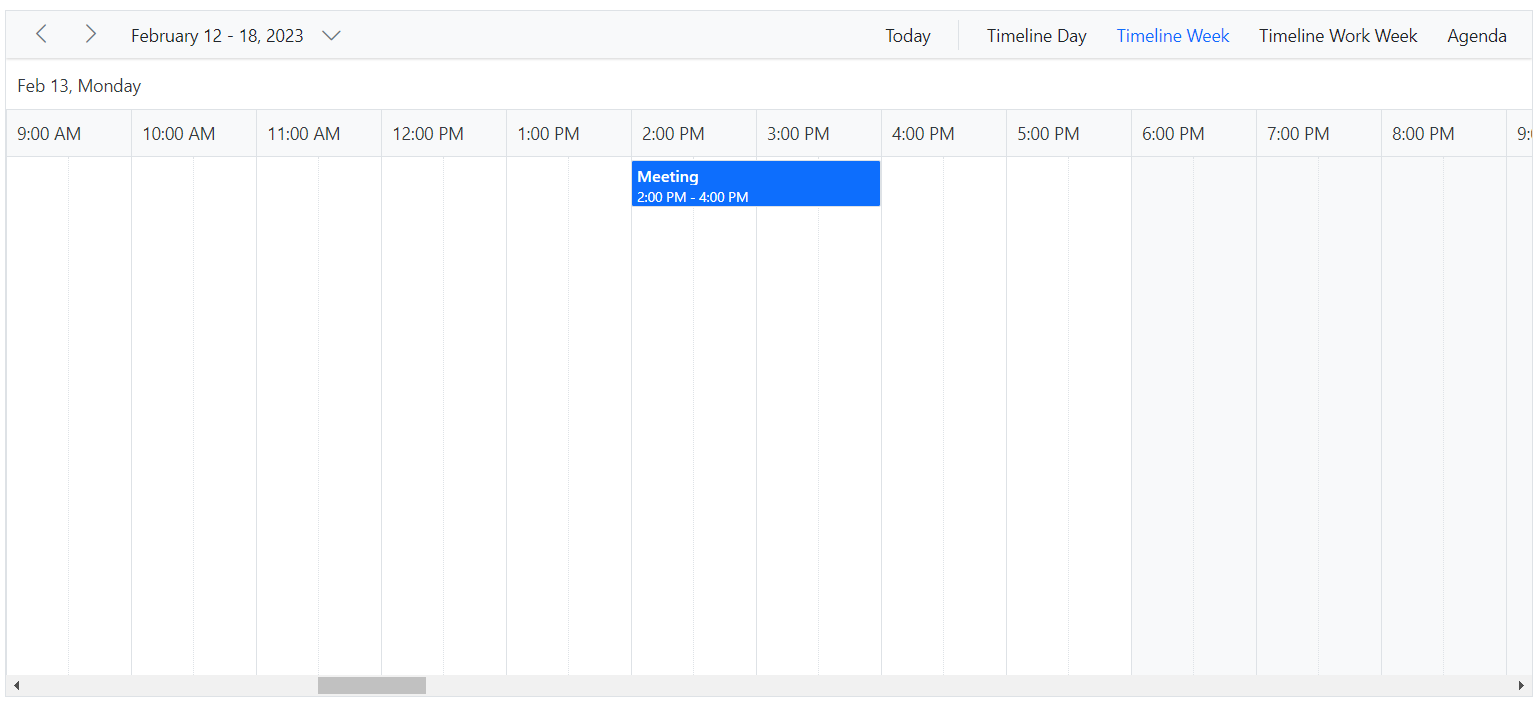 February 12 - 18, 2023 Today Timeline Day Timeline Week Timeline Work Week Agenda
Feb 13, Monday
9:00 AM 10:00 AM 11:00 AM 12:00 PM 1:00 PM 2:00 PM 3:00 PM 4:00 PM 5:00 PM 6:00 PM 7:00 PM 8:00 PM
Meeting
2:00 PM - 4:00 PM